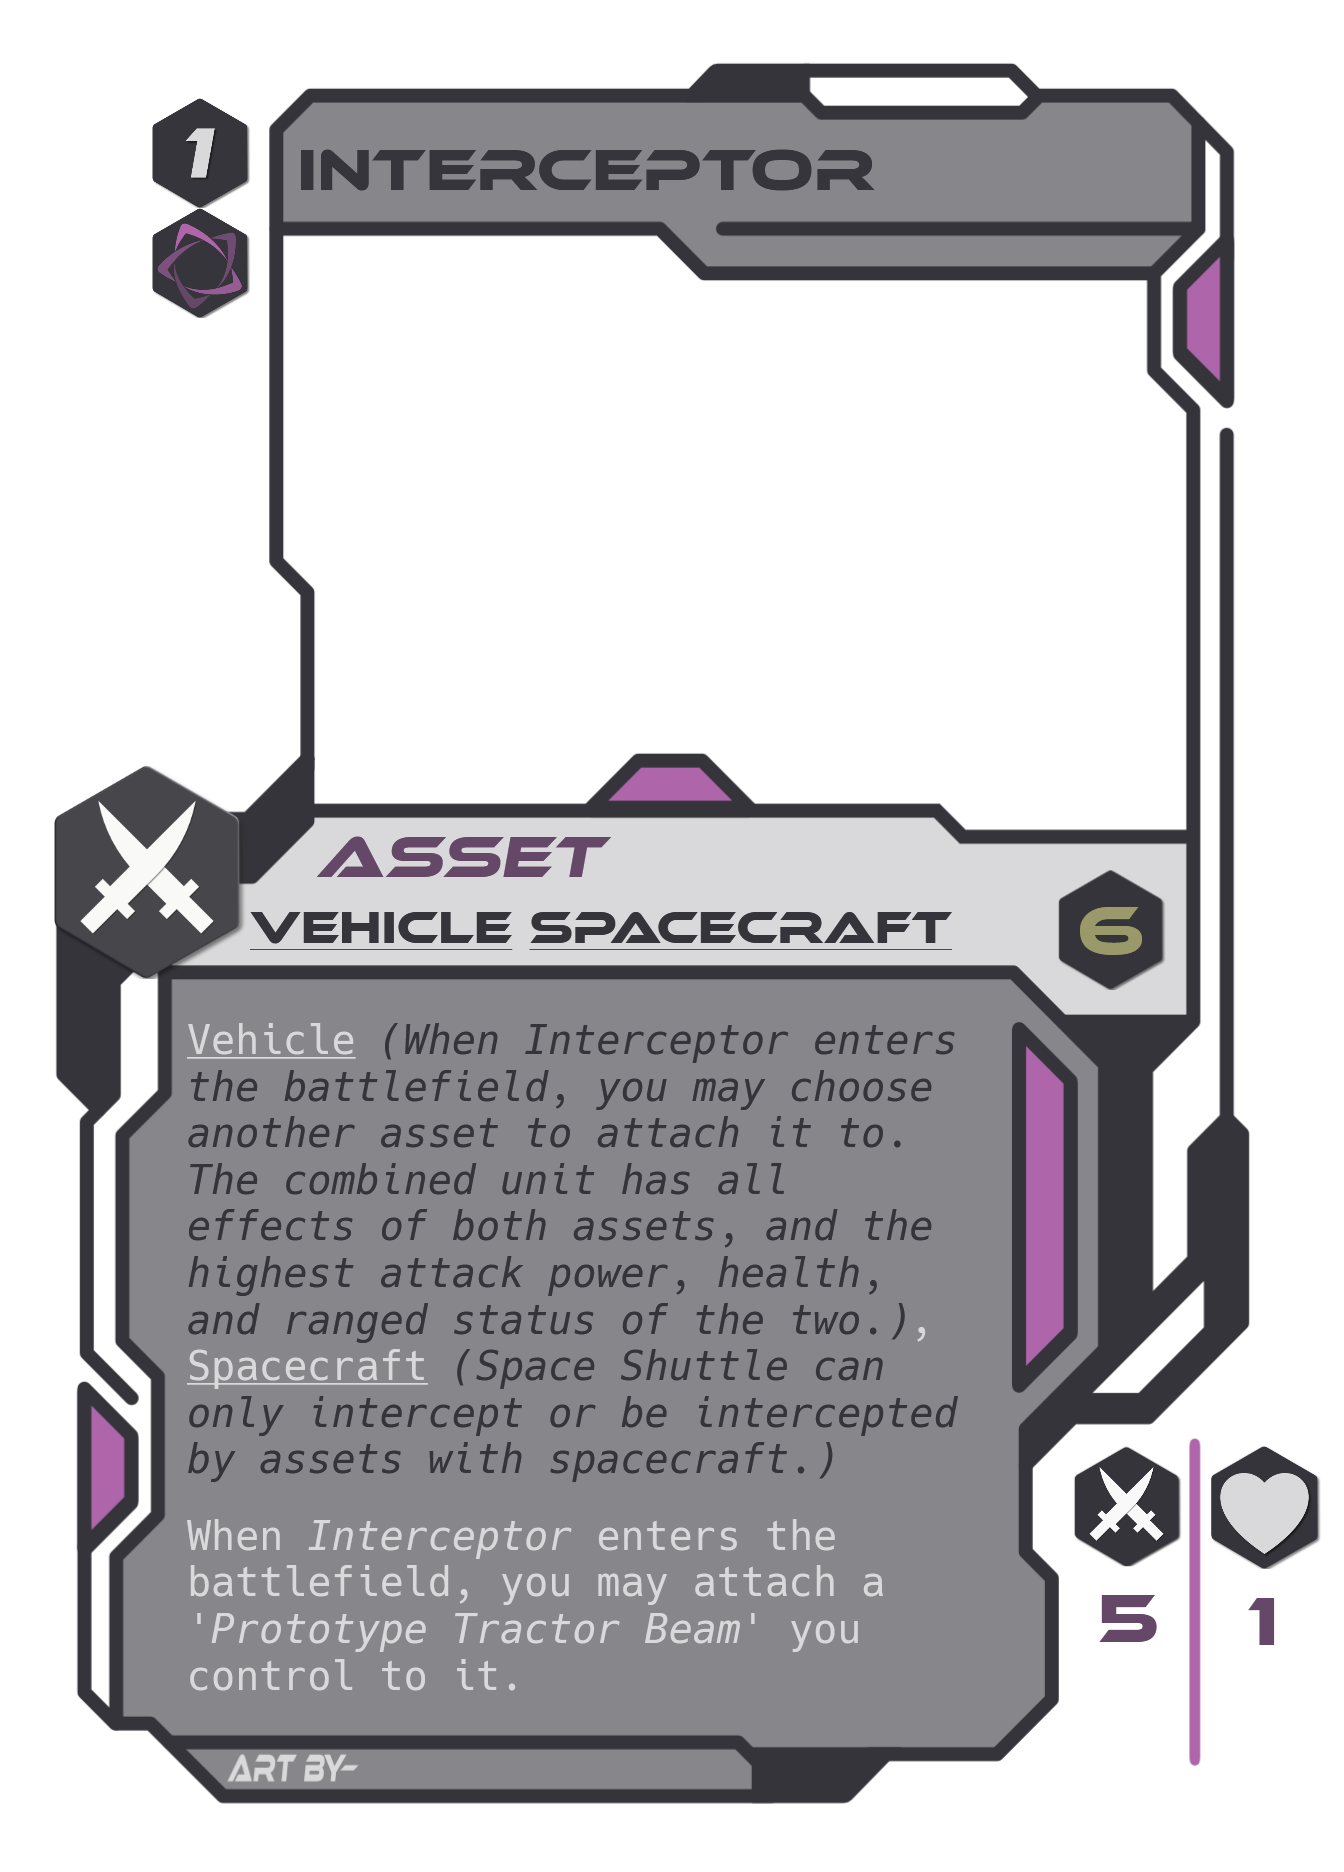 1
INTERCEPTOR
ASSET
VEHICLE SPACECRAFT
6
Vehicle (When Interceptor enters
the battlefield, you may choose
another asset to attach it to.
The combined unit has all
effects of both assets, and the
highest attack power, health,
and ranged status of the two.),
Spacecraft (Space Shuttle can
only intercept or be intercepted
by assets with spacecraft.)
When Interceptor enters the
battlefield, you may attach a
'Prototype Tractor Beam' you
control to it.
5 1
ART BY-